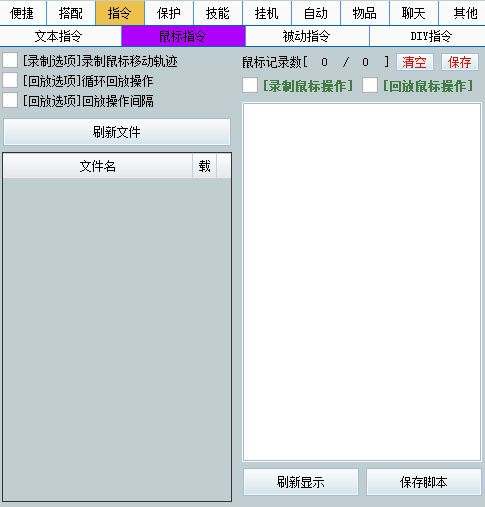 便捷 搭配 指令 保护 技能 挂机 自动 物品 聊天 其他
文本指令 鼠标指令 被动指令 DIY指令
[录制选项]录制鼠标移动轨迹
[回放选项]循环回放操作
[回放选项]回放操作间隔
刷新文件
文件名 载
鼠标记录数[ 0 / 0 ] 清空 保存
[录制鼠标操作] [回放鼠标操作]
刷新显示 保存脚本